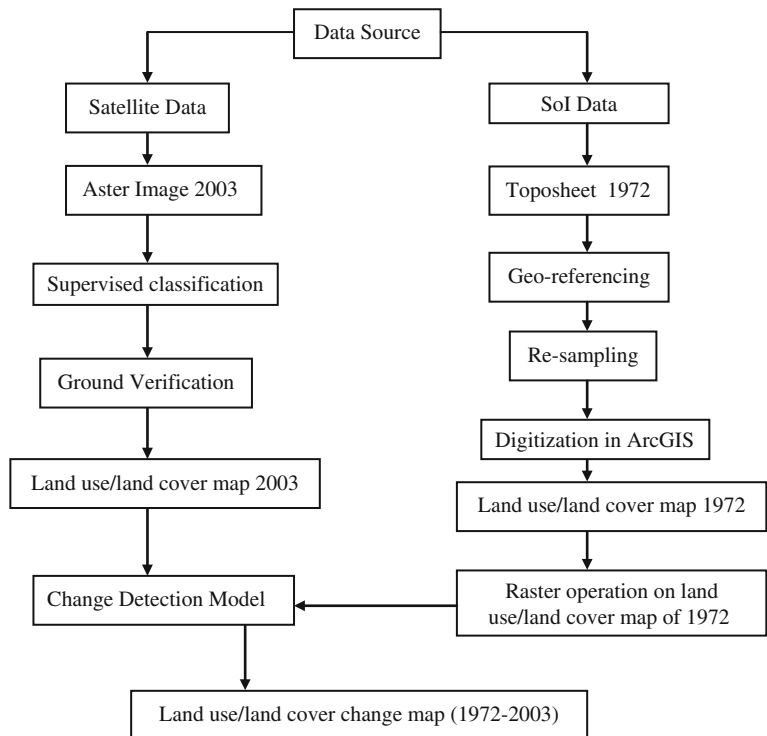 Data Source
Satellite Data
SoI Data
Aster Image 2003
Toposheet 1972
Supervised classification
Geo-referencing
Ground Verification
Re-sampling
Digitization in ArcGIS
Land use/land cover map 2003
Land use/land cover map 1972
Change Detection Model
Raster operation on land
use/land cover map of 1972
Land use/land cover change map (1972-2003)